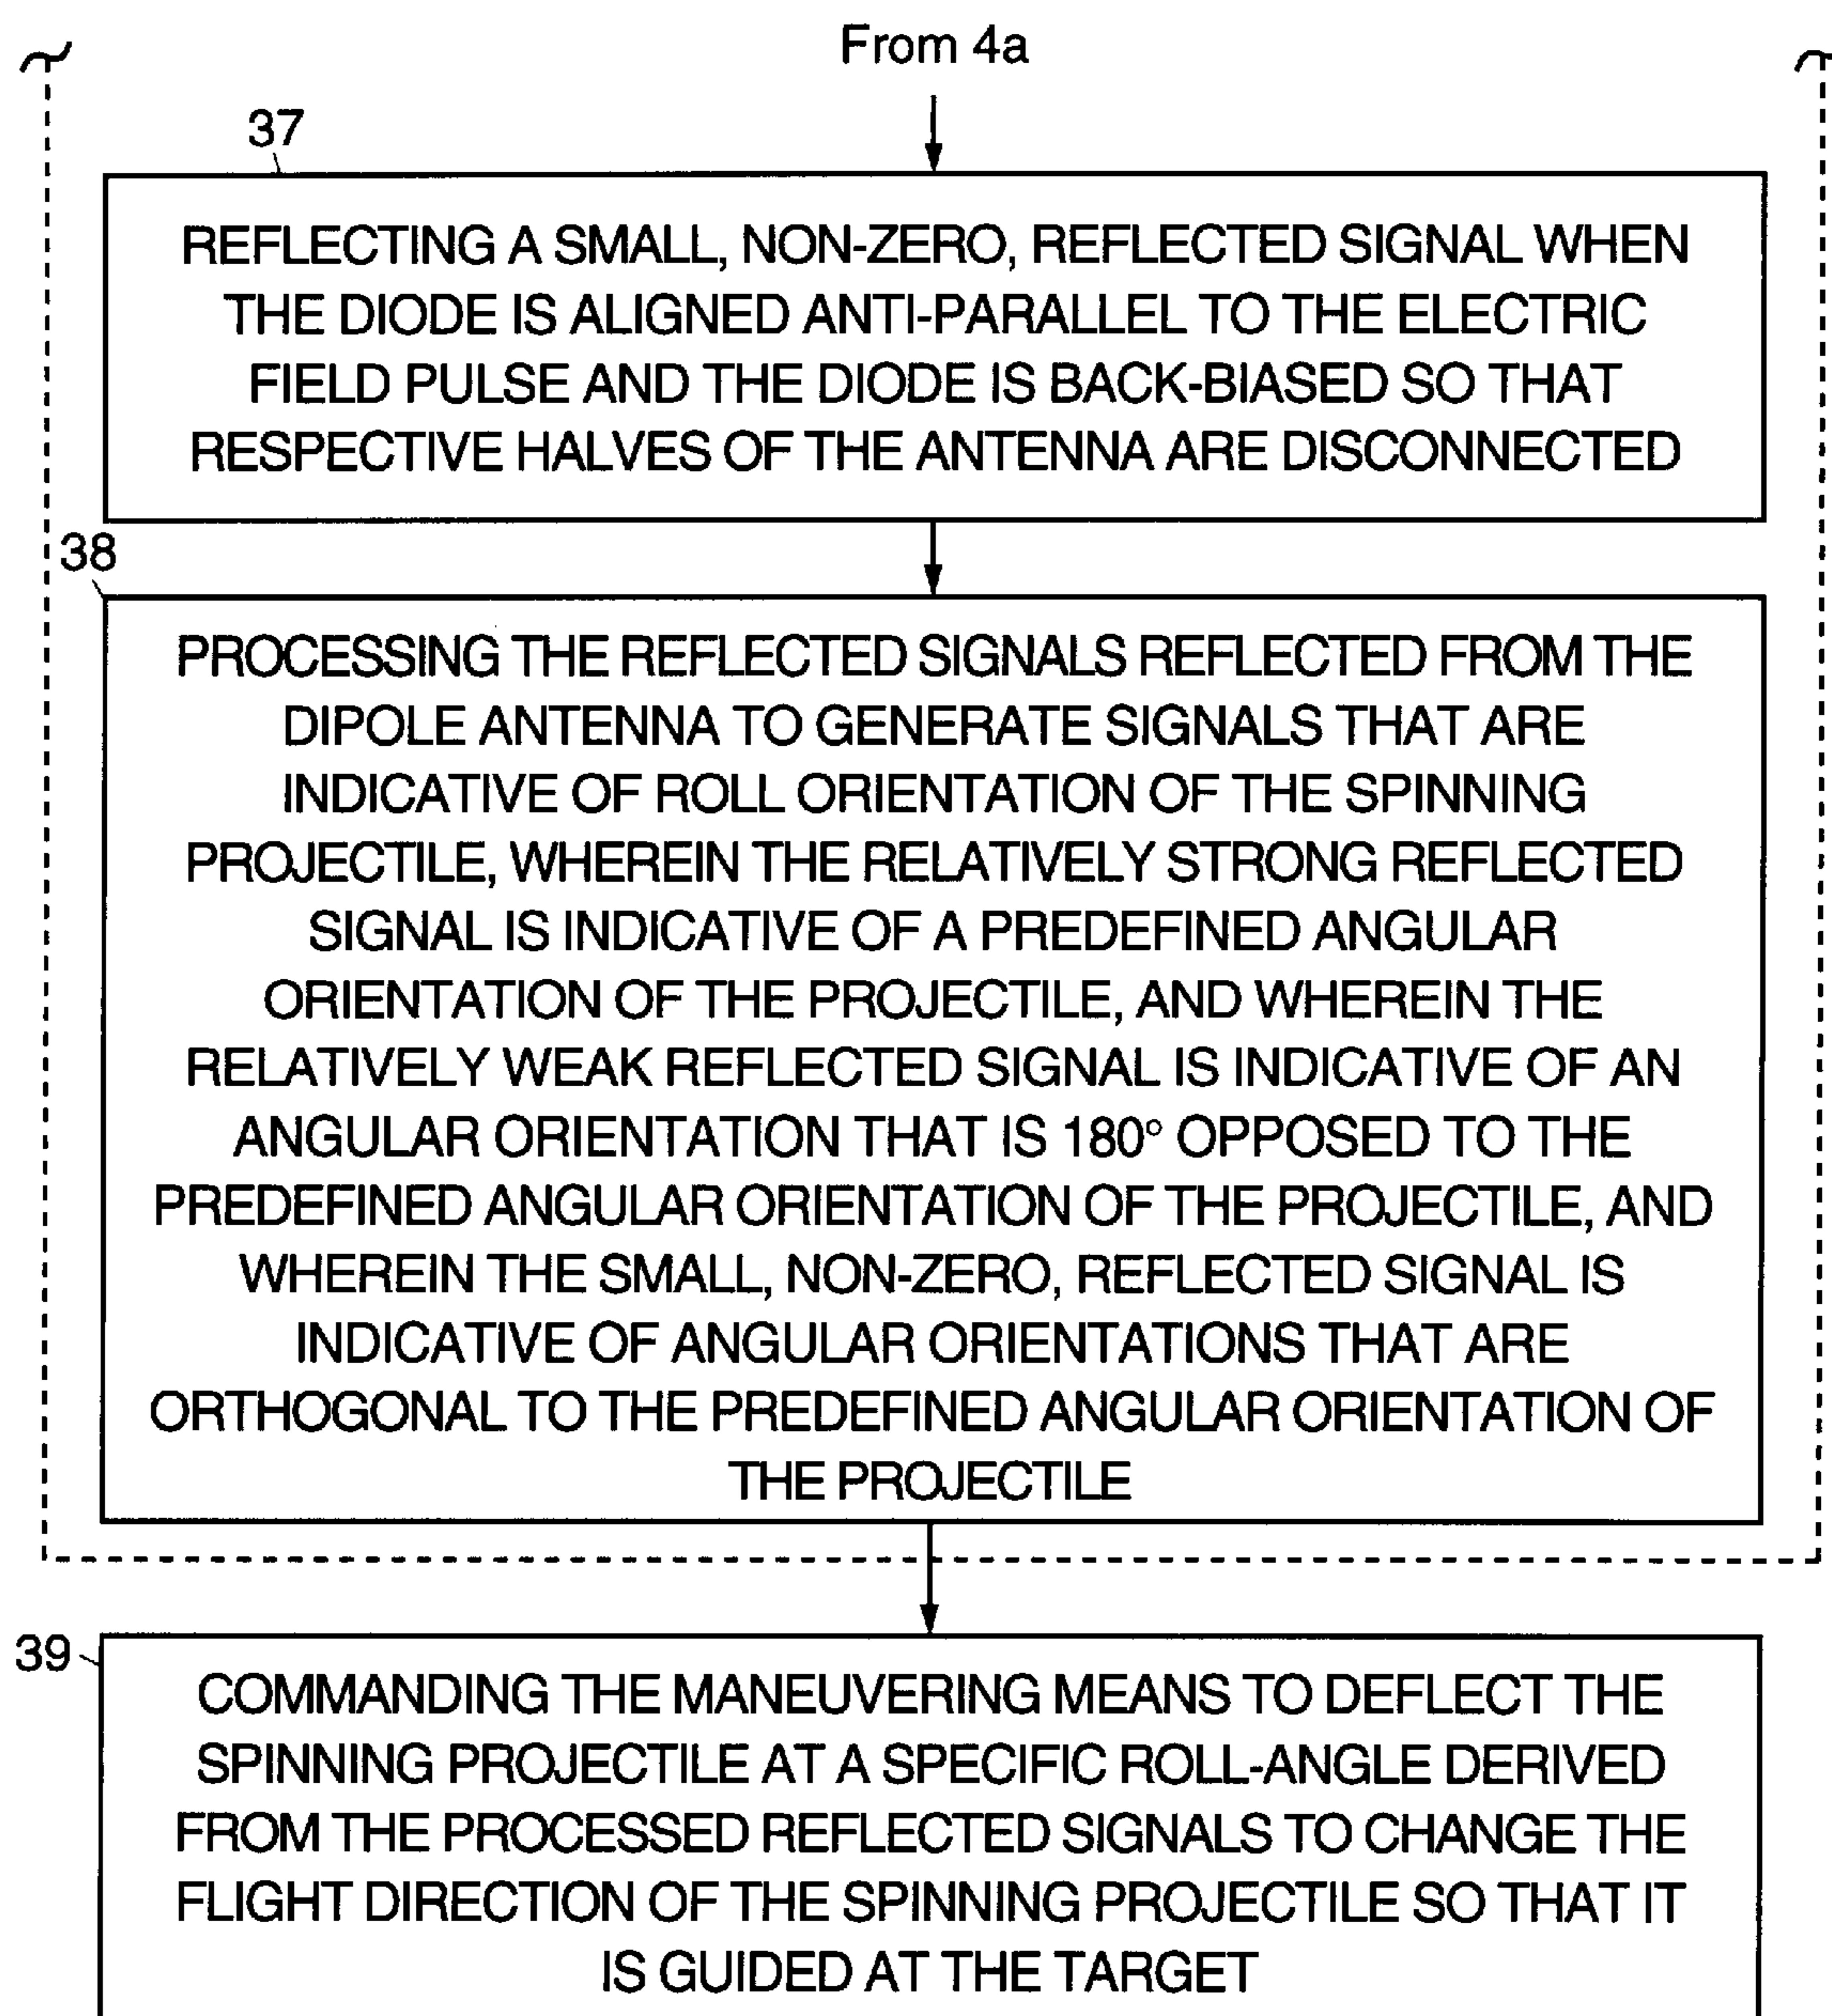 From 4a
37
REFLECTING A SMALL, NON-ZERO, REFLECTED SIGNAL WHEN
THE DIODE IS ALIGNED ANTI-PARALLEL TO THE ELECTRIC
FIELD PULSE AND THE DIODE IS BACK-BIASED SO THAT
RESPECTIVE HALVES OF THE ANTENNA ARE DISCONNECTED
38
PROCESSING THE REFLECTED SIGNALS REFLECTED FROM THE
DIPOLE ANTENNA TO GENERATE SIGNALS THAT ARE
INDICATIVE OF ROLL ORIENTATION OF THE SPINNING
PROJECTILE, WHEREIN THE RELATIVELY STRONG REFLECTED
SIGNAL IS INDICATIVE OF A PREDEFINED ANGULAR
ORIENTATION OF THE PROJECTILE, AND WHEREIN THE
RELATIVELY WEAK REFLECTED SIGNAL IS INDICATIVE OF AN
ANGULAR ORIENTATION THAT IS 180° OPPOSED TO THE
PREDEFINED ANGULAR ORIENTATION OF THE PROJECTILE, AND
WHEREIN THE SMALL, NON-ZERO, REFLECTED SIGNAL IS
INDICATIVE OF ANGULAR ORIENTATIONS THAT ARE
ORTHOGONAL TO THE PREDEFINED ANGULAR ORIENTATION OF
THE PROJECTILE
39
COMMANDING THE MANEUVERING MEANS TO DEFLECT THE
SPINNING PROJECTILE AT A SPECIFIC ROLL-ANGLE DERIVED
FROM THE PROCESSED REFLECTED SIGNALS TO CHANGE THE
FLIGHT DIRECTION OF THE SPINNING PROJECTILE SO THAT IT
IS GUIDED AT THE TARGET